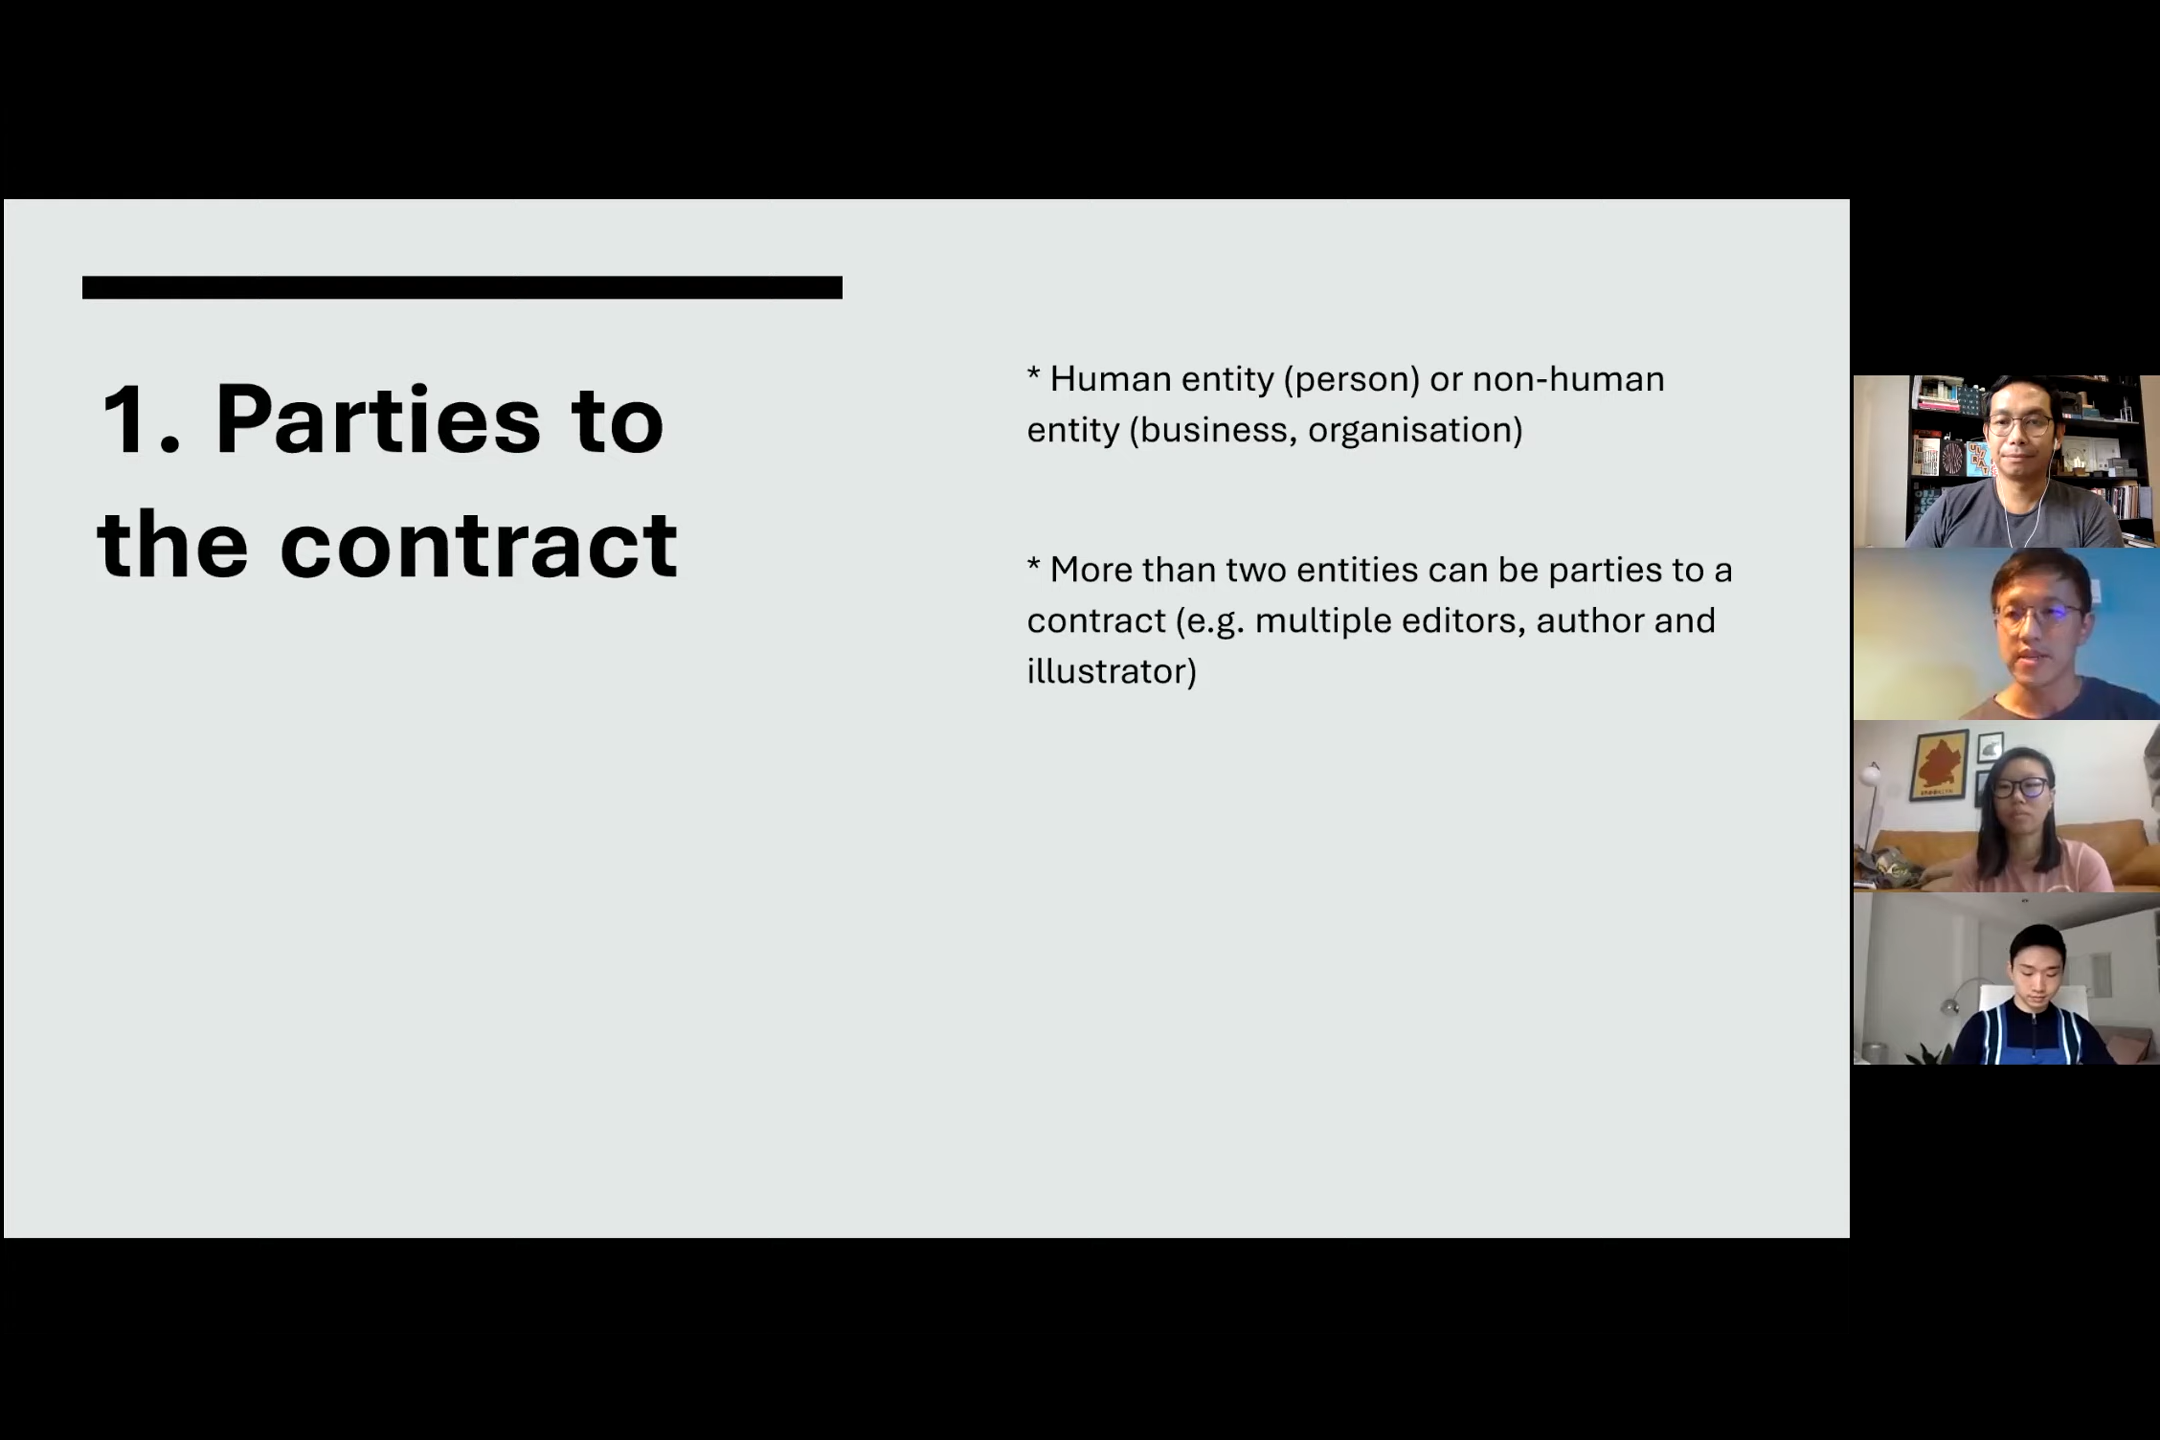 1. Parties to
the contract
* Human entity (person) or non-human
entity (business, organisation)
* More than two entities can be parties to a
contract (e.g. multiple editors, author and
illustrator)
BROOKLYN